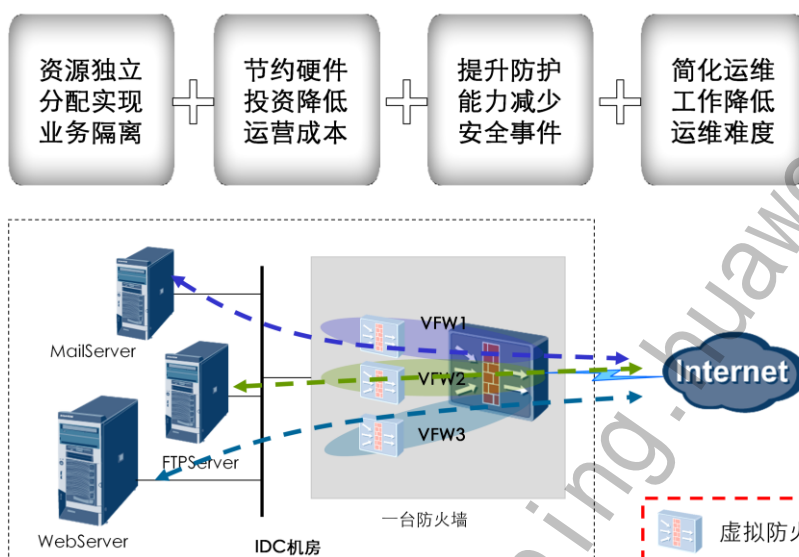 资源独立
分配实现
业务隔离
节约硬件
投资降低
运营成本
提升防护
能力减少
安全事件
简化运维
工作降低
运维难度
VFW1
MailServer
VFW2
Internet
VFW3
FTPServer
一台防火墙
WebServer
IDC机房
虚拟防火